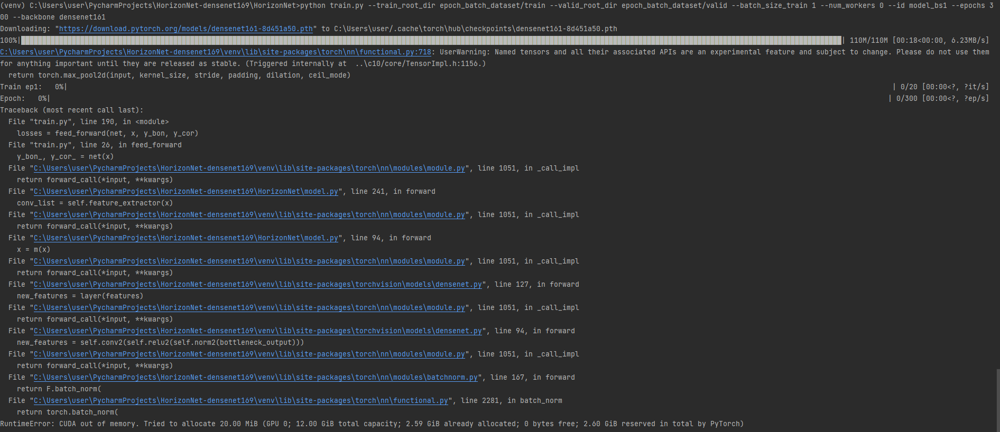 (venv) C:\Users\user\PycharmProjects\HorizonNet-densenet169\HorizonNet>python train.py --train_root_dir epoch_batch_dataset/train --valid_root_dir epoch_batch_dataset/valid --batch_size_train 1 --num_workers 0 --id model_bs1 --epochs 3
00 --backbone densenet161
Downloading: "https://download.pytorch.org/models/densenet161-8d451a50.pth" to C:\Users\user/.cache\torch\hub\checkpoints\densenet161-8d451a50.pth
100%| | 110M/110M [00:18<00:00, 6.23MB/s]
C:\Users\user\PycharmProjects\HorizonNet-densenet169\venv\lib\site-packages\torch\nn\functional.py:718: UserWarning: Named tensors and all their associated APIs are an experimental feature and subject to change. Please do not use them
for anything important until they are released as stable. (Triggered internally at  ..\c10/core/TensorImpl.h:1156.)
  return torch.max_pool2d(input, kernel_size, stride, padding, dilation, ceil_mode)
Train ep1:   0%| | 0/20 [00:00<?, ?it/s]
Epoch:   0%| | 0/300 [00:00<?, ?ep/s]
Traceback (most recent call last):
  File "train.py", line 190, in <module>
    losses = feed_forward(net, x, y_bon, y_cor)
  File "train.py", line 26, in feed_forward
    y_bon_, y_cor_ = net(x)
  File "C:\Users\user\PycharmProjects\HorizonNet-densenet169\venv\lib\site-packages\torch\nn\modules\module.py", line 1051, in _call_impl
    return forward_call(*input, **kwargs)
  File "C:\Users\user\PycharmProjects\HorizonNet-densenet169\HorizonNet\model.py", line 241, in forward
    conv_list = self.feature_extractor(x)
  File "C:\Users\user\PycharmProjects\HorizonNet-densenet169\venv\lib\site-packages\torch\nn\modules\module.py", line 1051, in _call_impl
    return forward_call(*input, **kwargs)
  File "C:\Users\user\PycharmProjects\HorizonNet-densenet169\HorizonNet\model.py", line 94, in forward
    x = m(x)
  File "C:\Users\user\PycharmProjects\HorizonNet-densenet169\venv\lib\site-packages\torch\nn\modules\module.py", line 1051, in _call_impl
    return forward_call(*input, **kwargs)
  File "C:\Users\user\PycharmProjects\HorizonNet-densenet169\venv\lib\site-packages\torchvision\models\densenet.py", line 127, in forward
    new_features = layer(features)
  File "C:\Users\user\PycharmProjects\HorizonNet-densenet169\venv\lib\site-packages\torch\nn\modules\module.py", line 1051, in _call_impl
    return forward_call(*input, **kwargs)
  File "C:\Users\user\PycharmProjects\HorizonNet-densenet169\venv\lib\site-packages\torchvision\models\densenet.py", line 94, in forward
    new_features = self.conv2(self.relu2(self.norm2(bottleneck_output)))
  File "C:\Users\user\PycharmProjects\HorizonNet-densenet169\venv\lib\site-packages\torch\nn\modules\module.py", line 1051, in _call_impl
    return forward_call(*input, **kwargs)
  File "C:\Users\user\PycharmProjects\HorizonNet-densenet169\venv\lib\site-packages\torch\nn\modules\batchnorm.py", line 167, in forward
    return F.batch_norm(
  File "C:\Users\user\PycharmProjects\HorizonNet-densenet169\venv\lib\site-packages\torch\nn\functional.py", line 2281, in batch_norm
    return torch.batch_norm(
RuntimeError: CUDA out of memory. Tried to allocate 20.00 MiB (GPU 0; 12.00 GiB total capacity; 2.59 GiB already allocated; 0 bytes free; 2.60 GiB reserved in total by PyTorch)